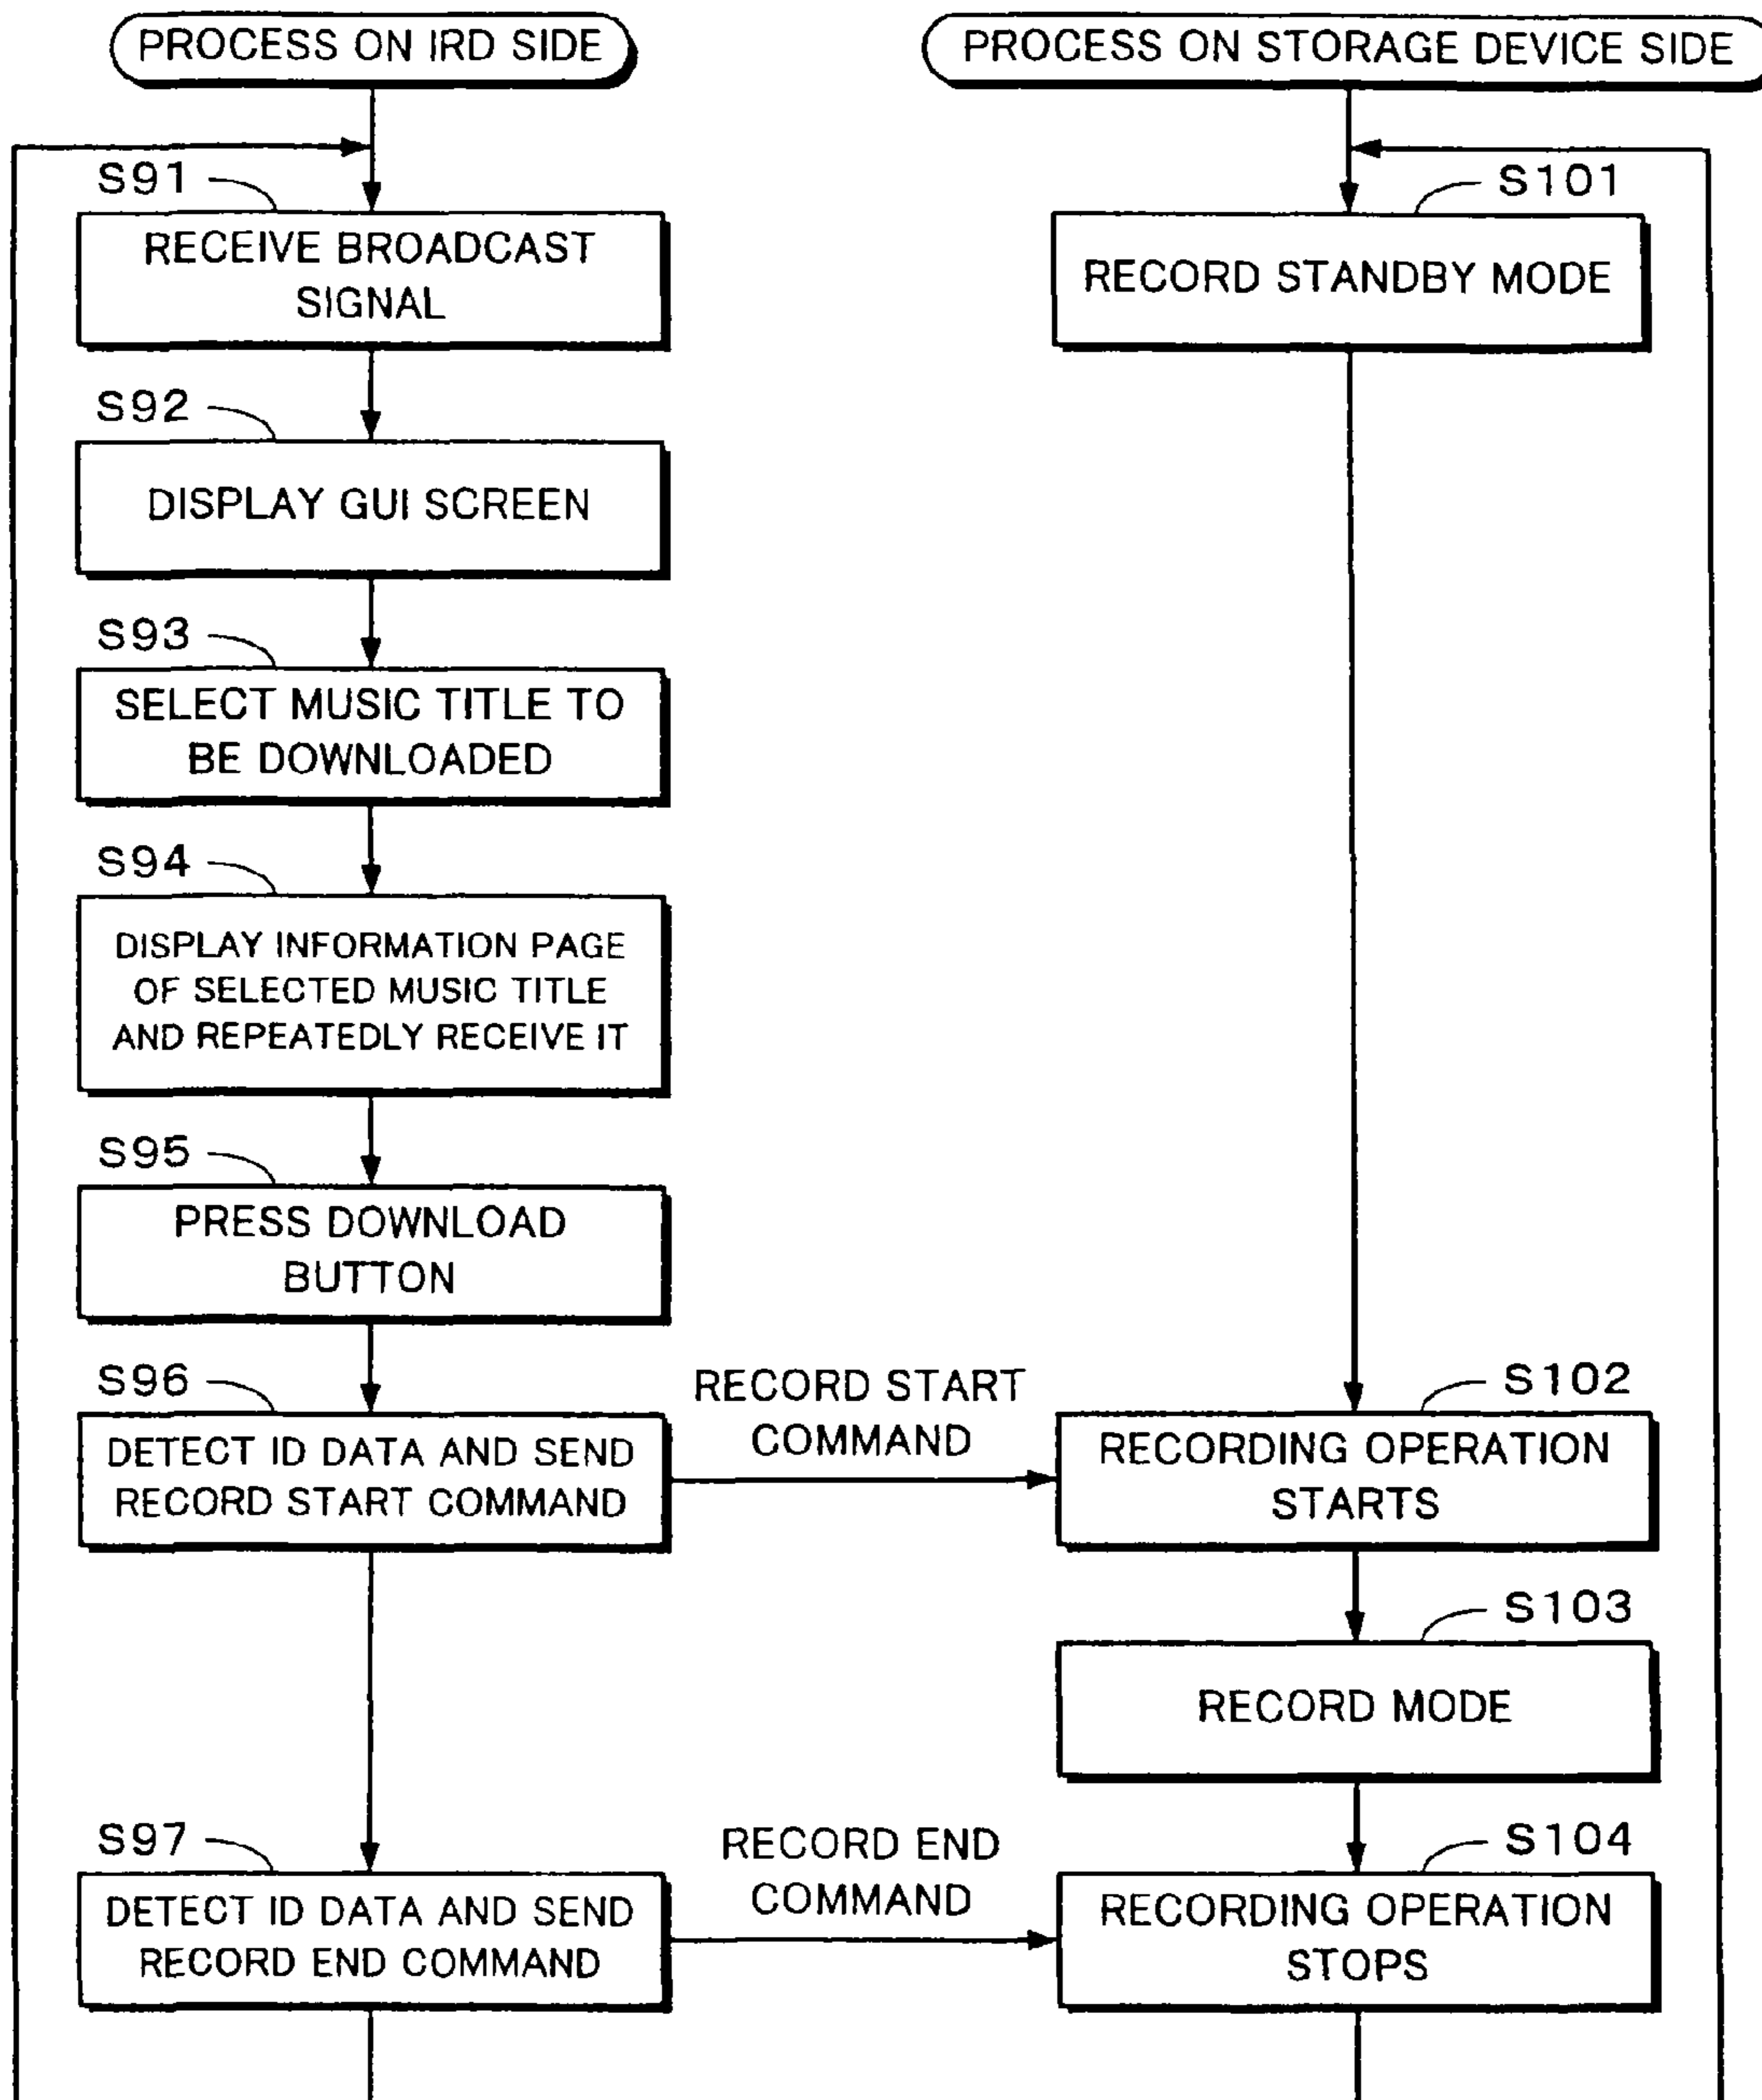 PROCESS ON IRD SIDE
S91
RECEIVE BROADCAST
SIGNAL
S92
DISPLAY GUI SCREEN
S93
SELECT MUSIC TITLE TO
BE DOWNLOADED
S94
DISPLAY INFORMATION PAGE
OF SELECTED MUSIC TITLE
AND REPEATEDLY RECEIVE IT
S95
PRESS DOWNLOAD
BUTTON
S96
DETECT ID DATA AND SEND
RECORD START COMMAND
RECORD START
COMMAND
S97
DETECT ID DATA AND SEND
RECORD END COMMAND
RECORD END
COMMAND
PROCESS ON STORAGE DEVICE SIDE
S101
RECORD STANDBY MODE
S102
RECORDING OPERATION
STARTS
S103
RECORD MODE
S104
RECORDING OPERATION
STOPS